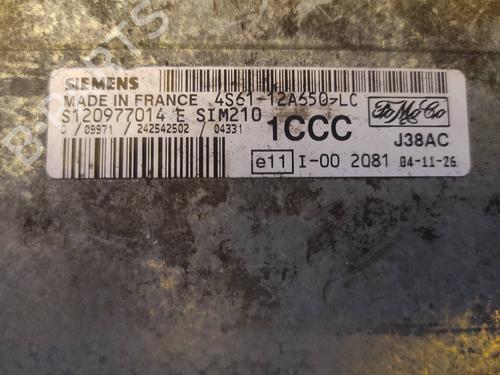 SIEMENS
MADE IN FRANCE 4S61-12A650-LC
S120977014 E SIM210
0 / 09971 / 242542502 / 04331
1CCC
FoMoCo
J38AC
e11 I-00 2081 04-11-26